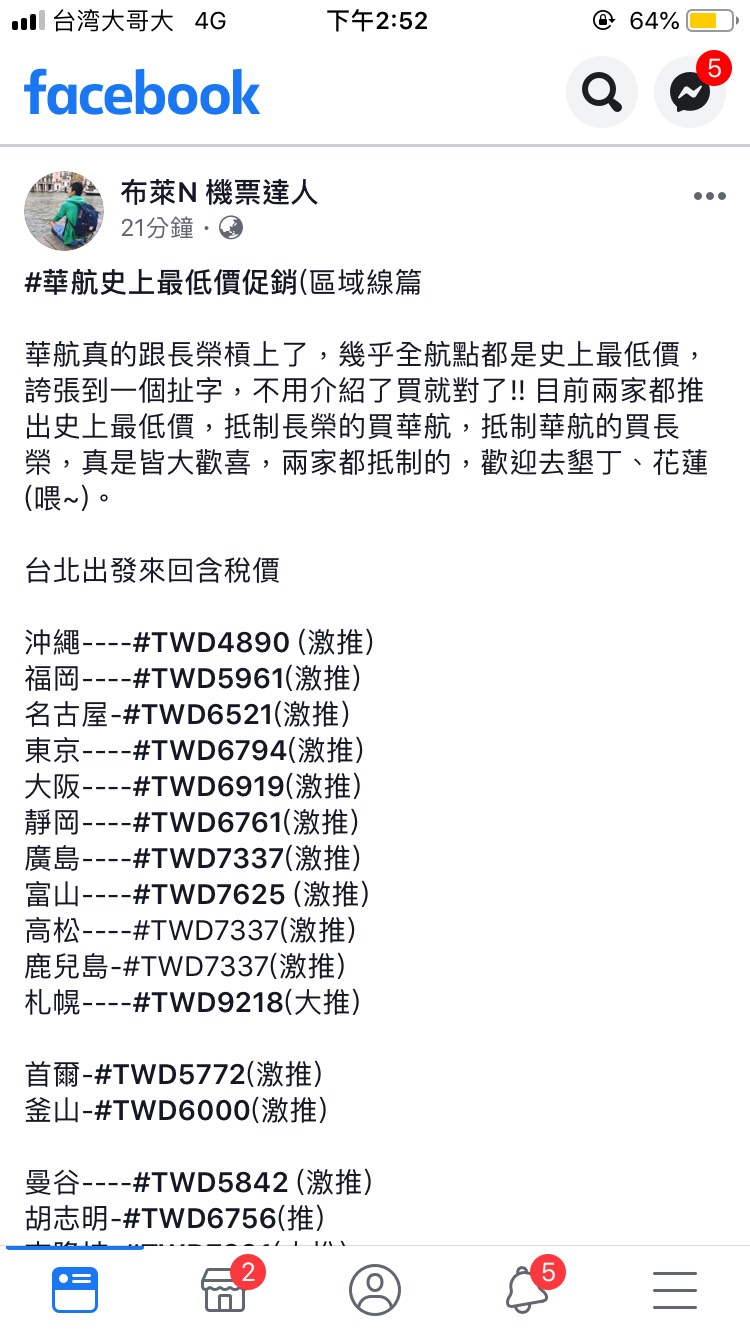 台湾大哥大 4G 下午2:52 64%
facebook 5
布萊N 機票達人
21分鐘 ·
#華航史上最低價促銷(區域線篇
華航真的跟長榮槓上了，幾乎全航點都是史上最低價，
誇張到一個扯字，不用介紹了買就對了!! 目前兩家都推
出史上最低價，抵制長榮的買華航，抵制華航的買長
榮，真是皆大歡喜，兩家都抵制的，歡迎去墾丁、花蓮
(喂~)。
台北出發來回含稅價
沖繩----#TWD4890 (激推)
福岡----#TWD5961(激推)
名古屋-#TWD6521(激推)
東京----#TWD6794(激推)
大阪----#TWD6919(激推)
靜岡----#TWD6761(激推)
廣島----#TWD7337(激推)
富山----#TWD7625 (激推)
高松----#TWD7337(激推)
鹿兒島-#TWD7337(激推)
札幌----#TWD9218(大推)
首爾-#TWD5772(激推)
釜山-#TWD6000(激推)
曼谷----#TWD5842 (激推)
胡志明-#TWD6756(推)
2 5